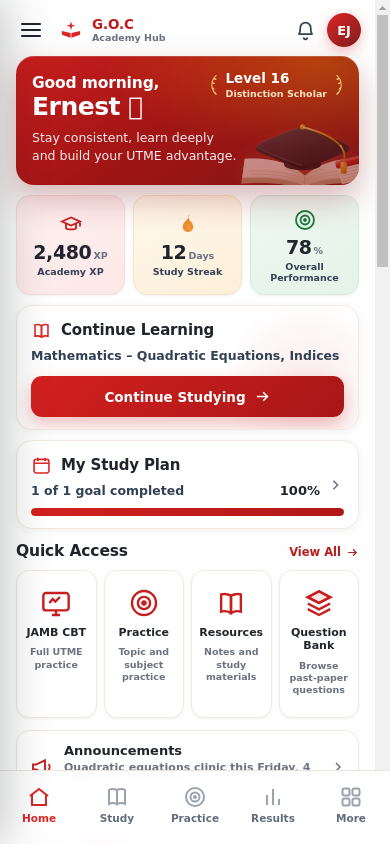 G.O.C
Academy Hub
EJ
Good morning,
Ernest
Level 16
Distinction Scholar
Stay consistent, learn deeply
and build your UTME advantage.
2,480 XP
Academy XP
12 Days
Study Streak
78 %
Overall
Performance
Continue Learning
Mathematics – Quadratic Equations, Indices
Continue Studying →
My Study Plan
1 of 1 goal completed
100%
Quick Access
View All →
JAMB CBT
Full UTME
practice
Practice
Topic and
subject
practice
Resources
Notes and
study
materials
Question
Bank
Browse
past-paper
questions
Announcements
Quadratic equations clinic this Friday, 4
Home
Study
Practice
Results
More